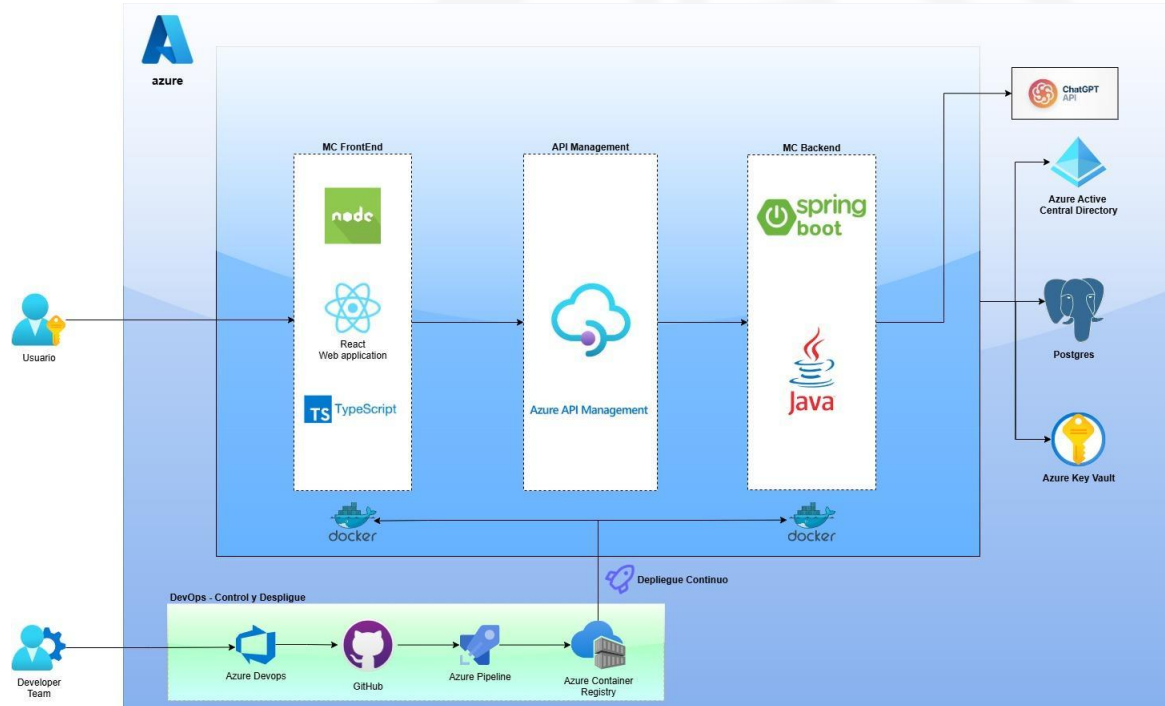 azure
ChatGPT
API
MC FrontEnd
API Management
MC Backend
node
spring
boot
Azure Active
Central Directory
React
Web application
Usuario
Postgres
TS TypeScript
Azure API Management
Java
Azure Key Vault
docker
docker
Depliegue Continuo
DevOps - Control y Despligue
Azure Devops
GitHub
Azure Pipeline
Azure Container
Registry
Developer
Team